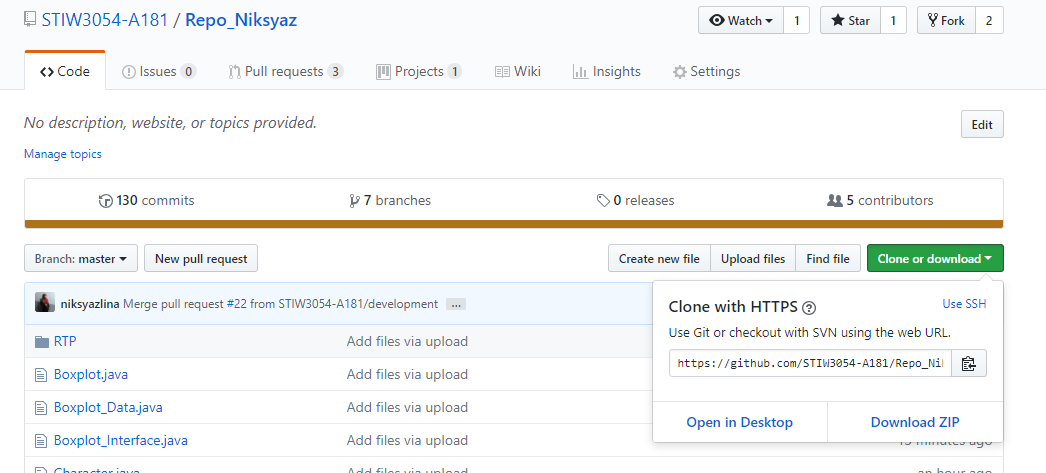 STIW3054-A181 / Repo_Niksyaz
Watch 1 Star 1 Fork 2
Code Issues 0 Pull requests 3 Projects 1 Wiki Insights Settings
No description, website, or topics provided. Edit
Manage topics
130 commits 7 branches 0 releases 5 contributors
Branch: master New pull request Create new file Upload files Find file Clone or download
niksyazlina Merge pull request #22 from STIW3054-A181/development ...
Clone with HTTPS ? Use SSH
Use Git or checkout with SVN using the web URL.
RTP Add files via upload
https://github.com/STIW3054-A181/Repo_Nik
Boxplot.java Add files via upload
Boxplot_Data.java Add files via upload
Open in Desktop Download ZIP
Boxplot_Interface.java Add files via upload 15 minutes ago
Character.java Add files via upload an hour ago